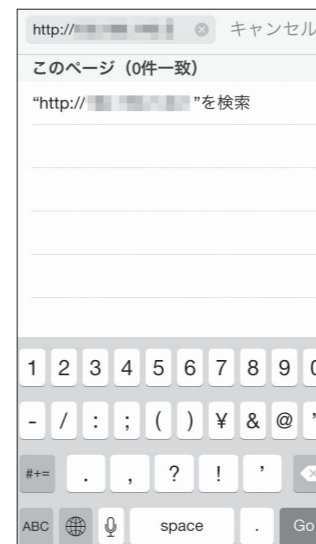 http:// キャンセル
このページ（0件一致）
“http:// ”を検索
1 2 3 4 5 6 7 8 9 0
- / : ; ( ) ¥ & @ "
#+= . , ? ! ’
ABC space . Go